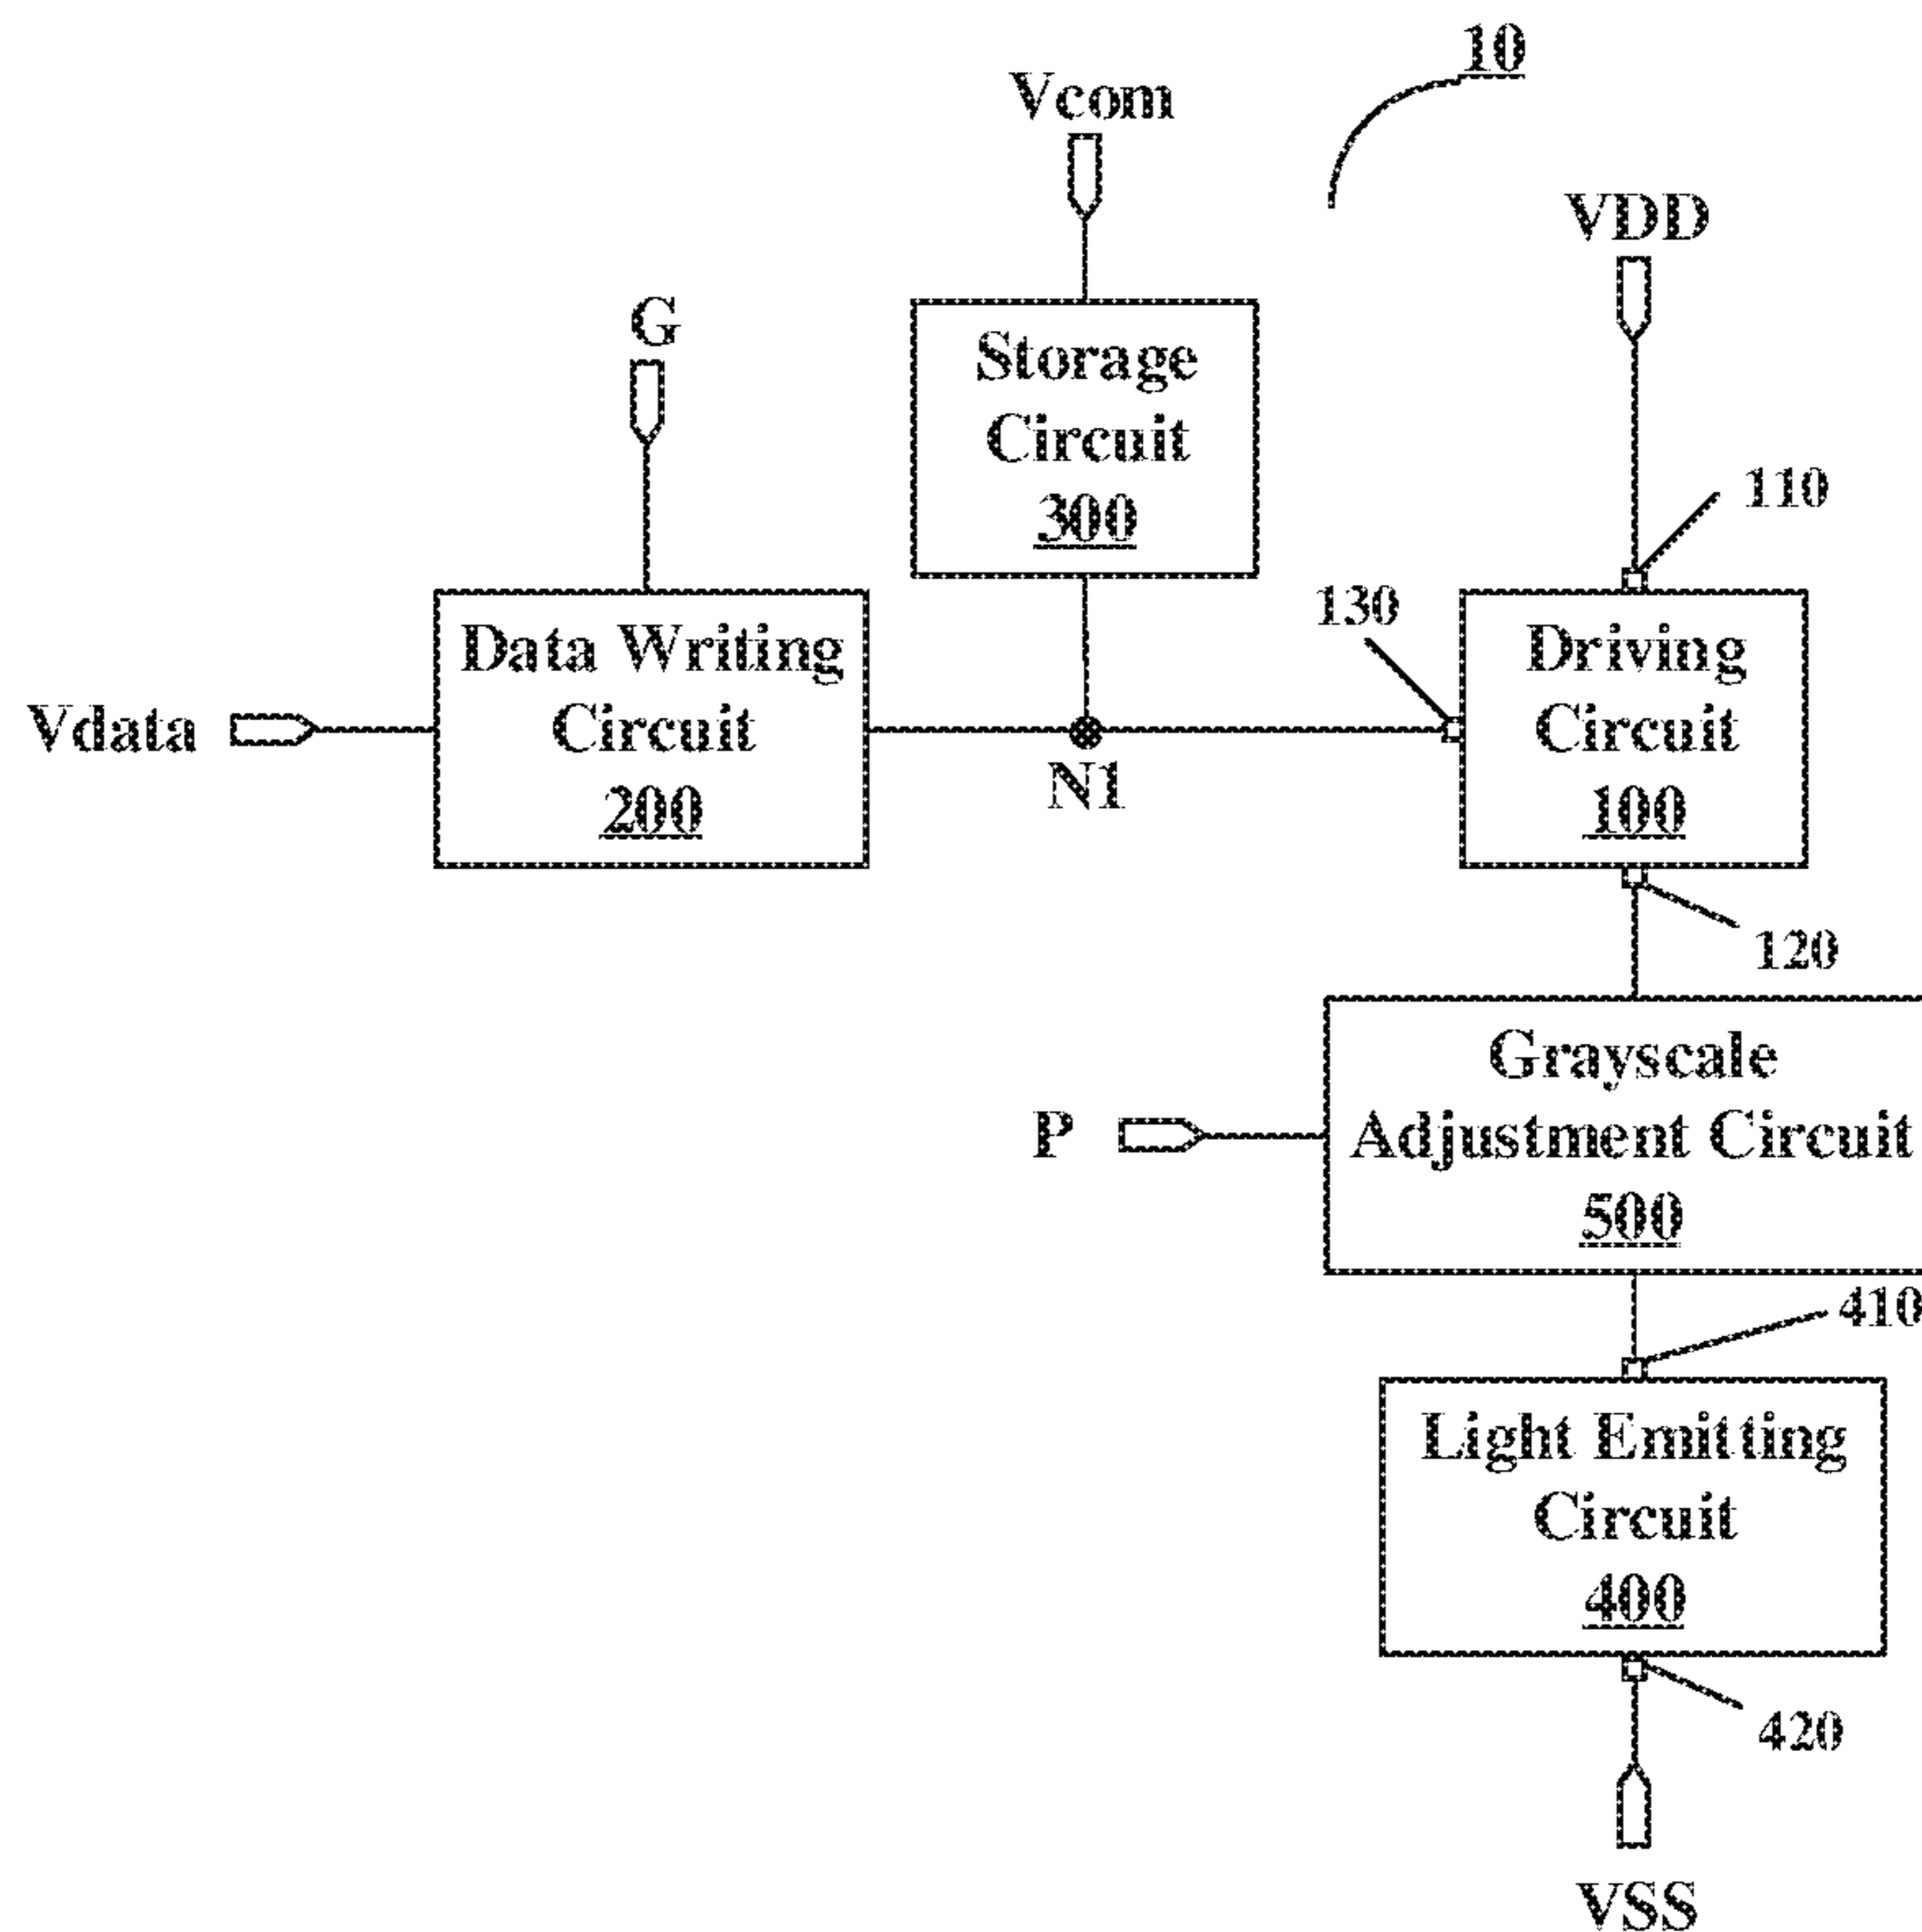 10
Vcom
VDD
G
Storage
Circuit
300
110
130
Data Writing
Circuit
200
Driving
Circuit
100
Vdata
N1
120
Grayscale
Adjustment Circuit
500
P
410
Light Emitting
Circuit
400
420
VSS